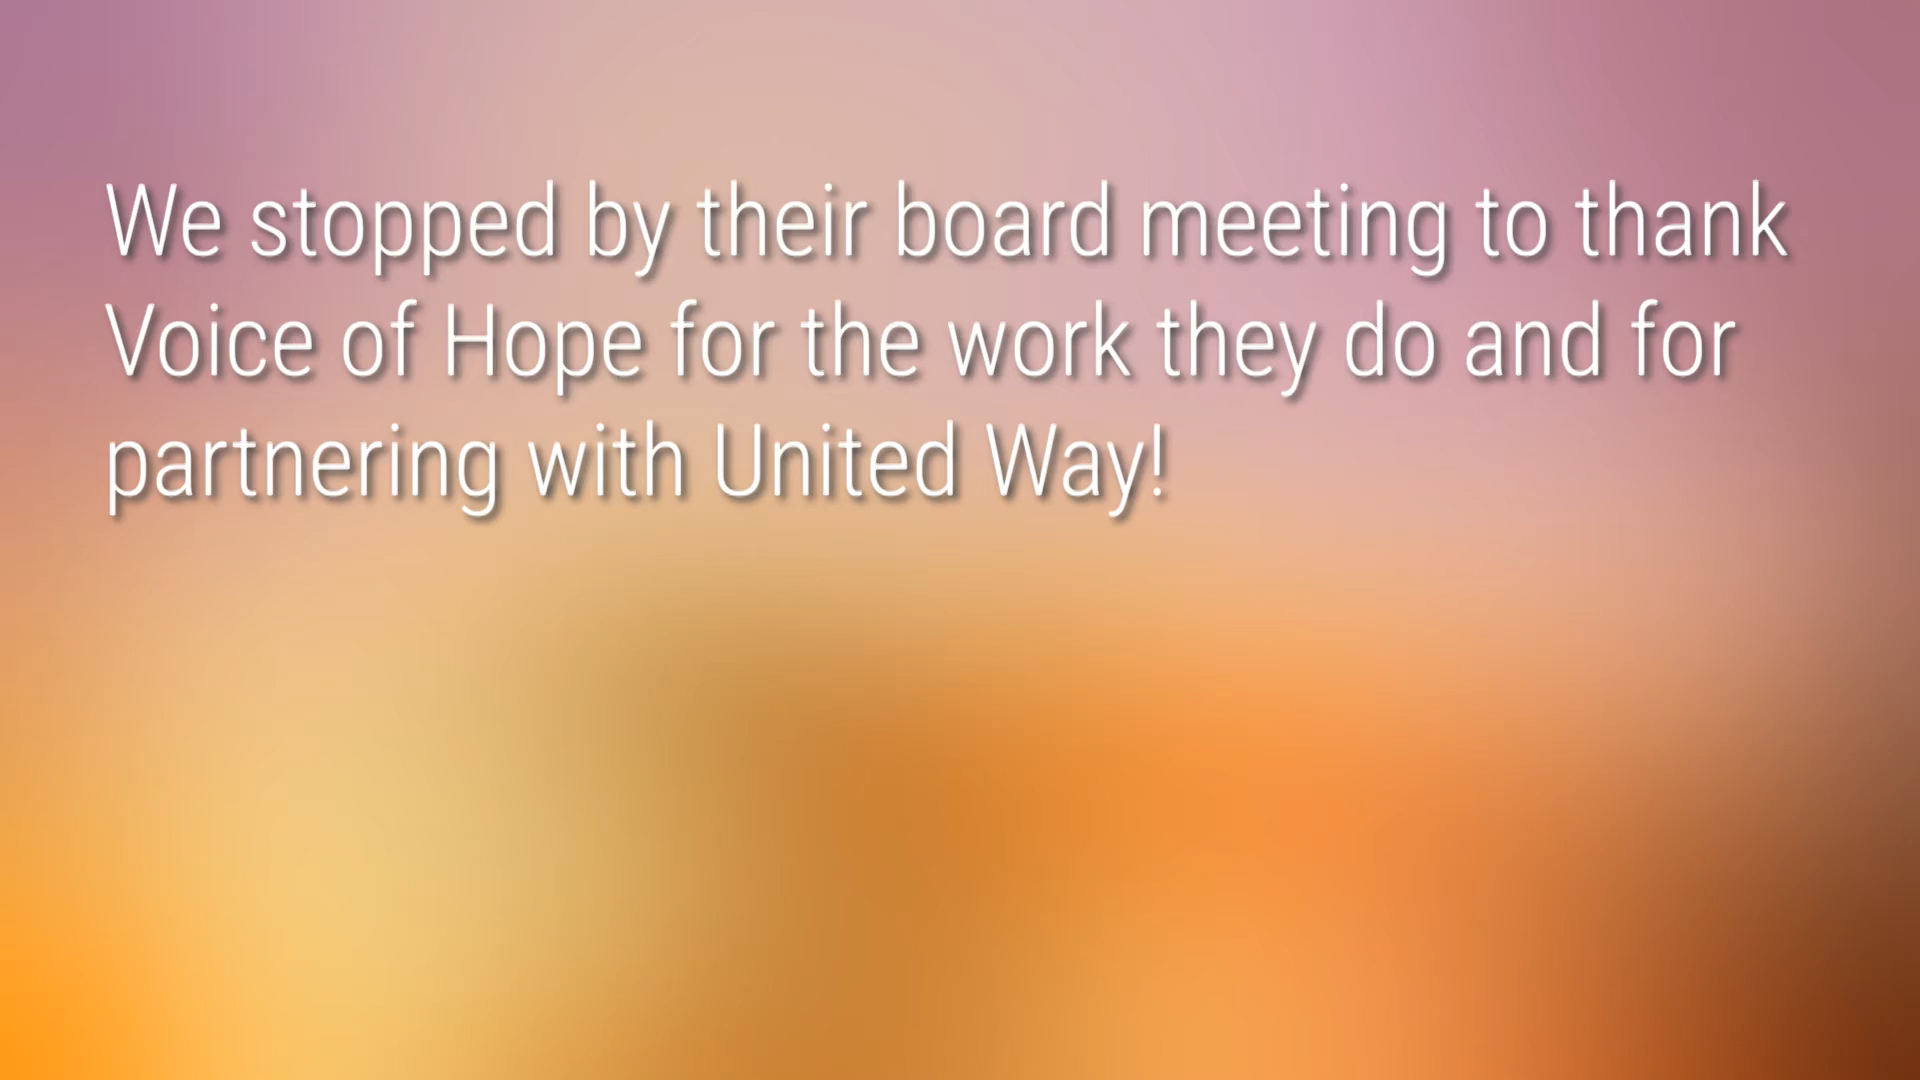 We stopped by their board meeting to thank
Voice of Hope for the work they do and for
partnering with United Way!